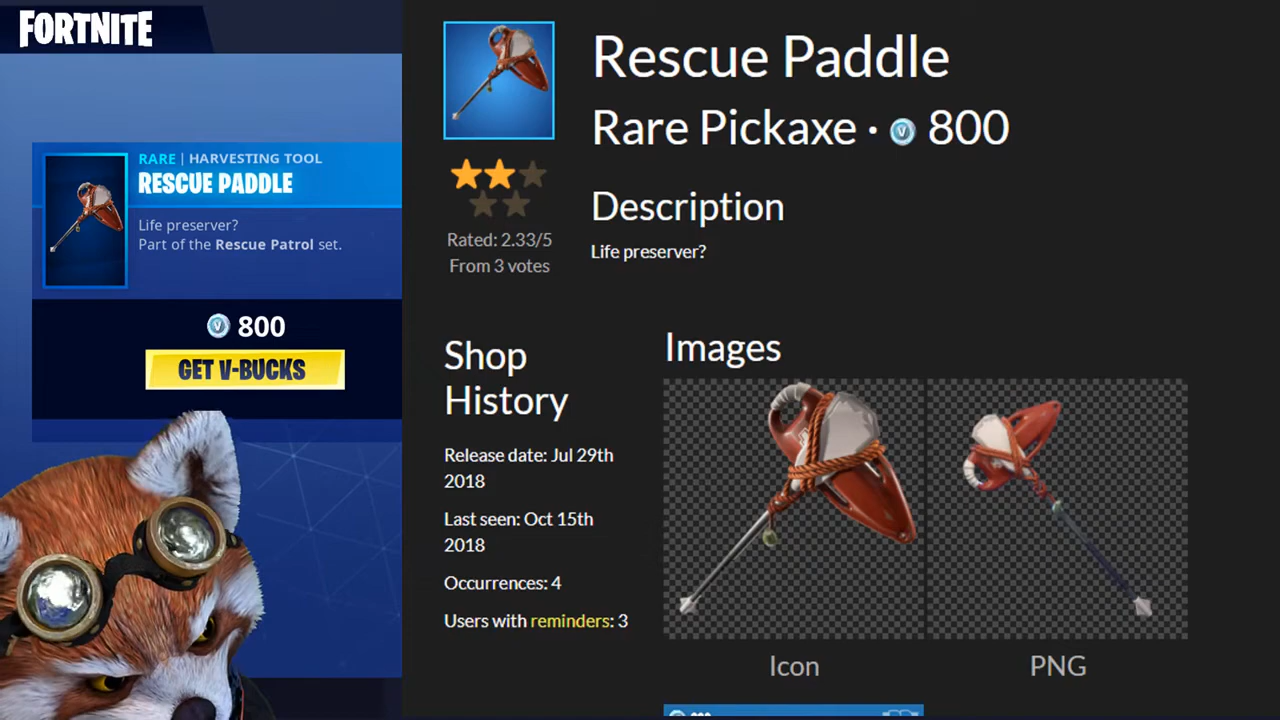 FORTNITE
RARE | HARVESTING TOOL
RESCUE PADDLE
Life preserver?
Part of the Rescue Patrol set.
800
GET V-BUCKS
Rescue Paddle
Rare Pickaxe · 800
Rated: 2.33/5
From 3 votes
Description
Life preserver?
Shop
History
Release date: Jul 29th
2018
Last seen: Oct 15th
2018
Occurrences: 4
Users with reminders: 3
Images
Icon
PNG